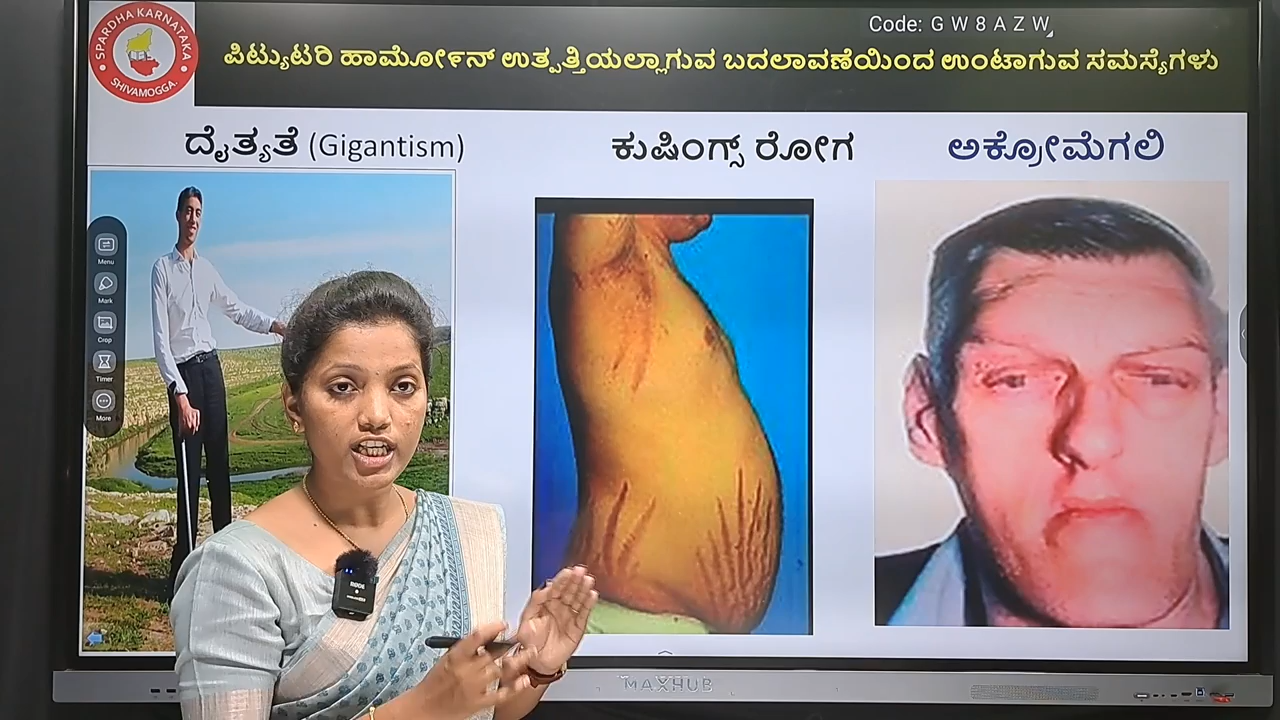 Code: G W 8 A Z W
SPARDHA KARNATAKA
SHIVAMOGGA.
ಪಿಟ್ಯುಟರಿ ಹಾರ್ಮೋನ್ ಉತ್ಪತ್ತಿಯಲ್ಲಾಗುವ ಬದಲಾವಣೆಯಿಂದ ಉಂಟಾಗುವ ಸಮಸ್ಯೆಗಳು
ದೈತ್ಯತೆ (Gigantism)
ಕುಷಿಂಗ್ಸ್ ರೋಗ
ಅಕ್ರೋಮೆಗಲಿ
Menu
Mark
Crop
Timer
More
RODE
MAXHUB